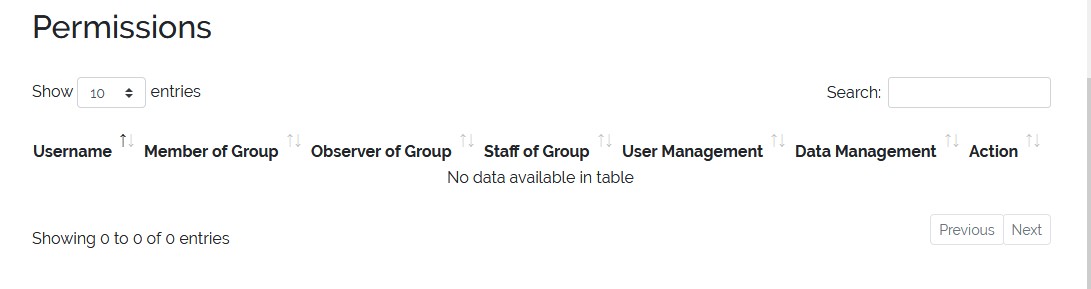 Permissions
Show 10 entries Search:
Username Member of Group Observer of Group Staff of Group User Management Data Management Action
No data available in table
Showing 0 to 0 of 0 entries Previous Next